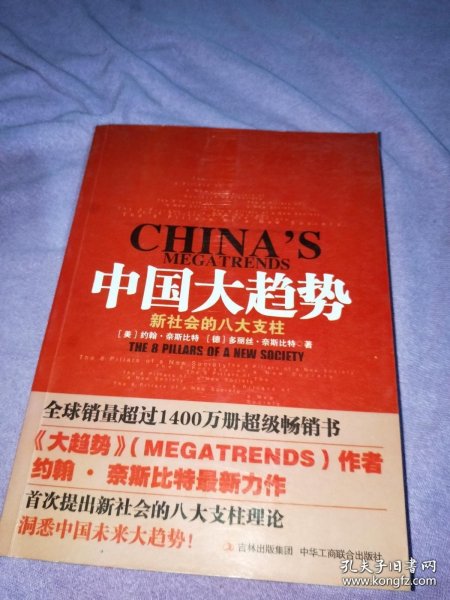 CHINA'S
MEGATRENDS
中国大趋势
新社会的八大支柱
[美]约翰·奈斯比特 [德]多丽丝·奈斯比特◎著
THE 8 PILLARS OF A NEW SOCIETY
The 8 Pillars of a New Society
全球销量超过1400万册超级畅销书
《大趋势》(MEGATRENDS)作者
约翰·奈斯比特最新力作
首次提出新社会的八大支柱理论
洞悉中国未来大趋势!
吉林出版集团 中华工商联合出版社
孔夫子旧书网
www.kongfz.com